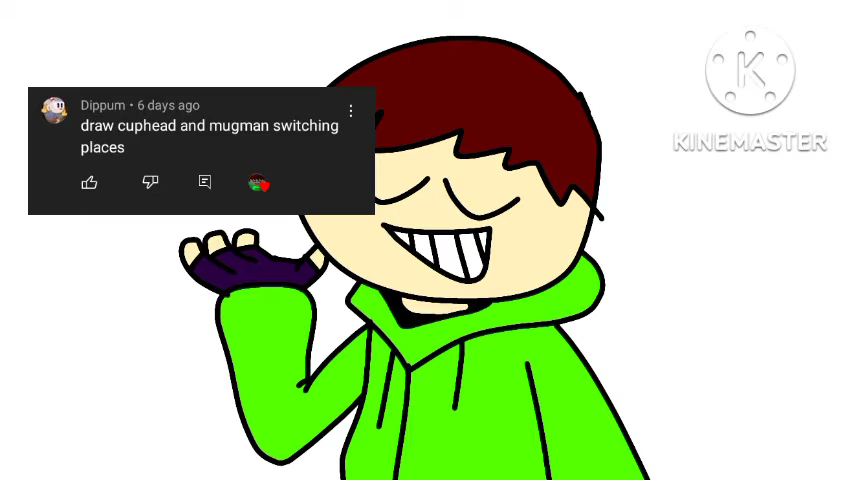 Dippum • 6 days ago
draw cuphead and mugman switching
places
KINEMASTER